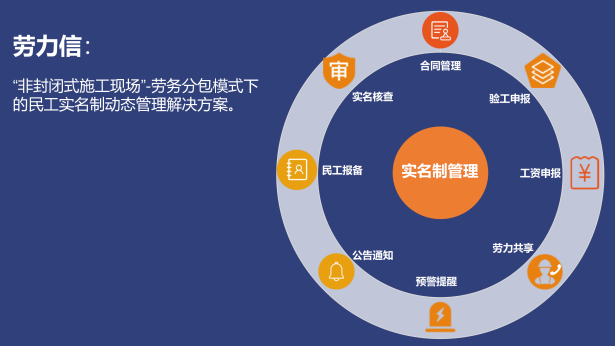 劳力信：
“非封闭式施工现场”-劳务分包模式下
的民工实名制动态管理解决方案。
合同管理
审
实名核查
验工申报
民工报备
实名制管理
工资申报
¥
公告通知
劳力共享
预警提醒